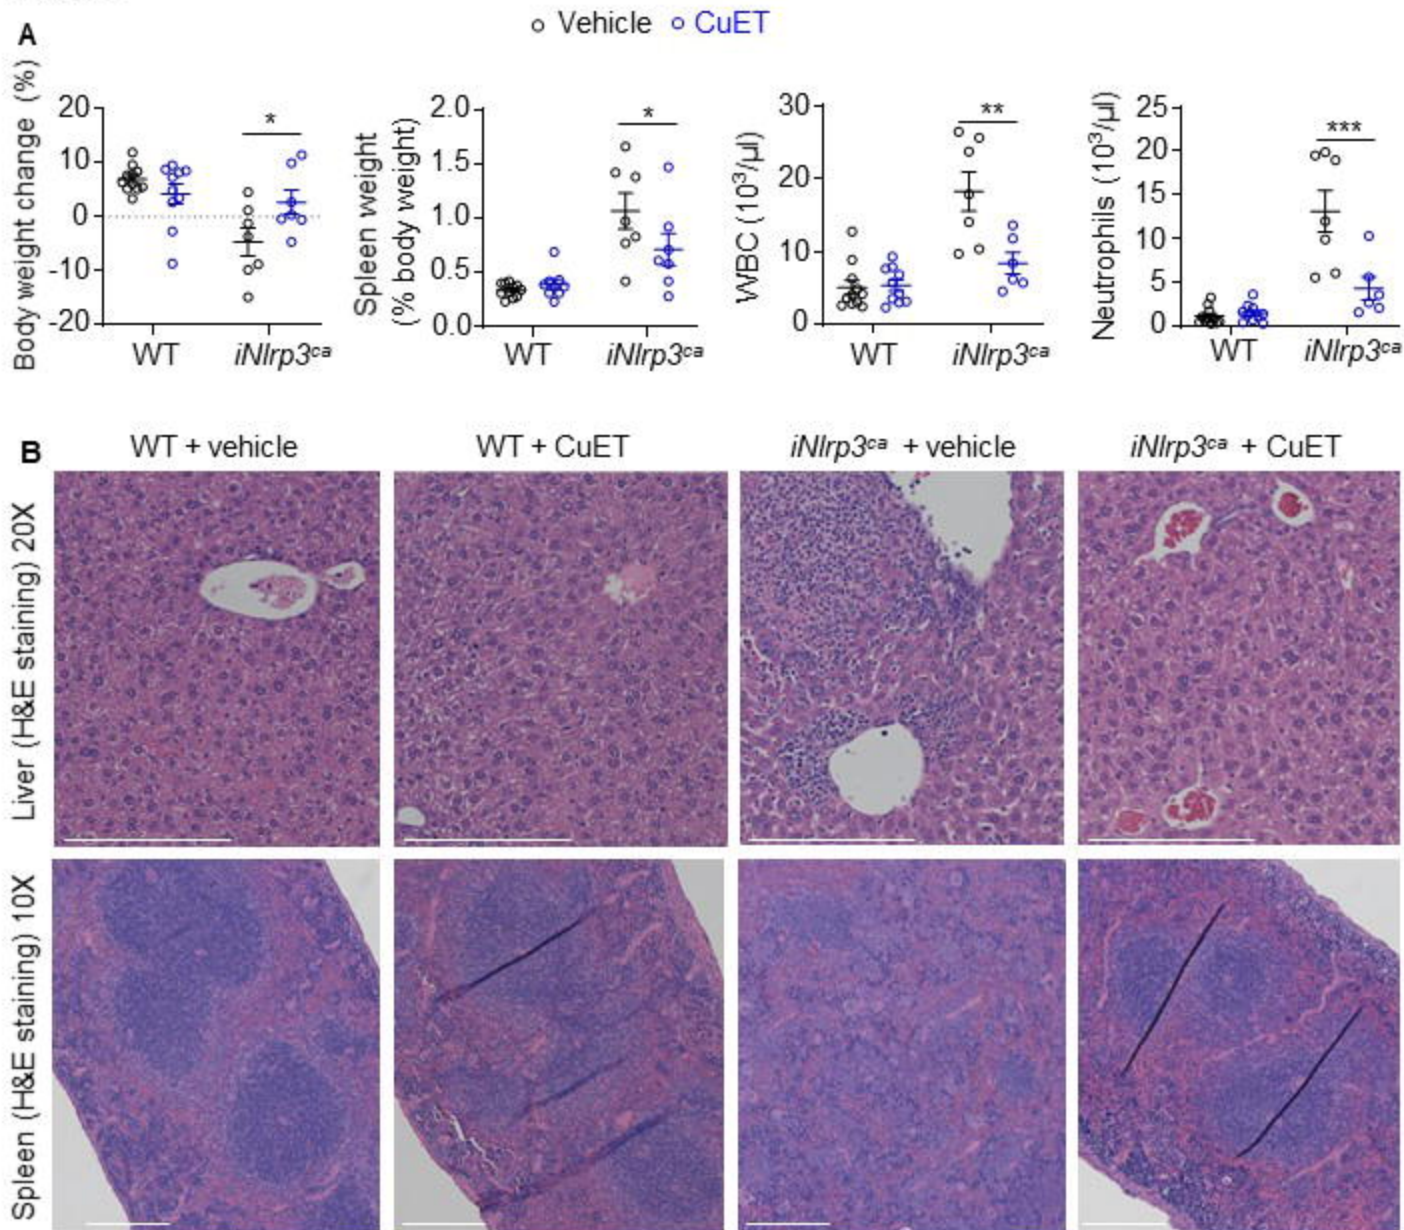 ○ Vehicle ○ CuET
A
Body weight change (%)
20
10
0
-10
-20
*
WT iNlrp3ᶜᵃ
Spleen weight
(% body weight)
2.0
1.5
1.0
0.5
0.0
*
WT iNlrp3ᶜᵃ
WBC (10³/µl)
30
20
10
0
**
WT iNlrp3ᶜᵃ
Neutrophils (10³/µl)
25
20
15
10
5
0
***
WT iNlrp3ᶜᵃ
B
WT + vehicle WT + CuET iNlrp3ᶜᵃ + vehicle iNlrp3ᶜᵃ + CuET
Liver (H&E staining) 20X
Spleen (H&E staining) 10X